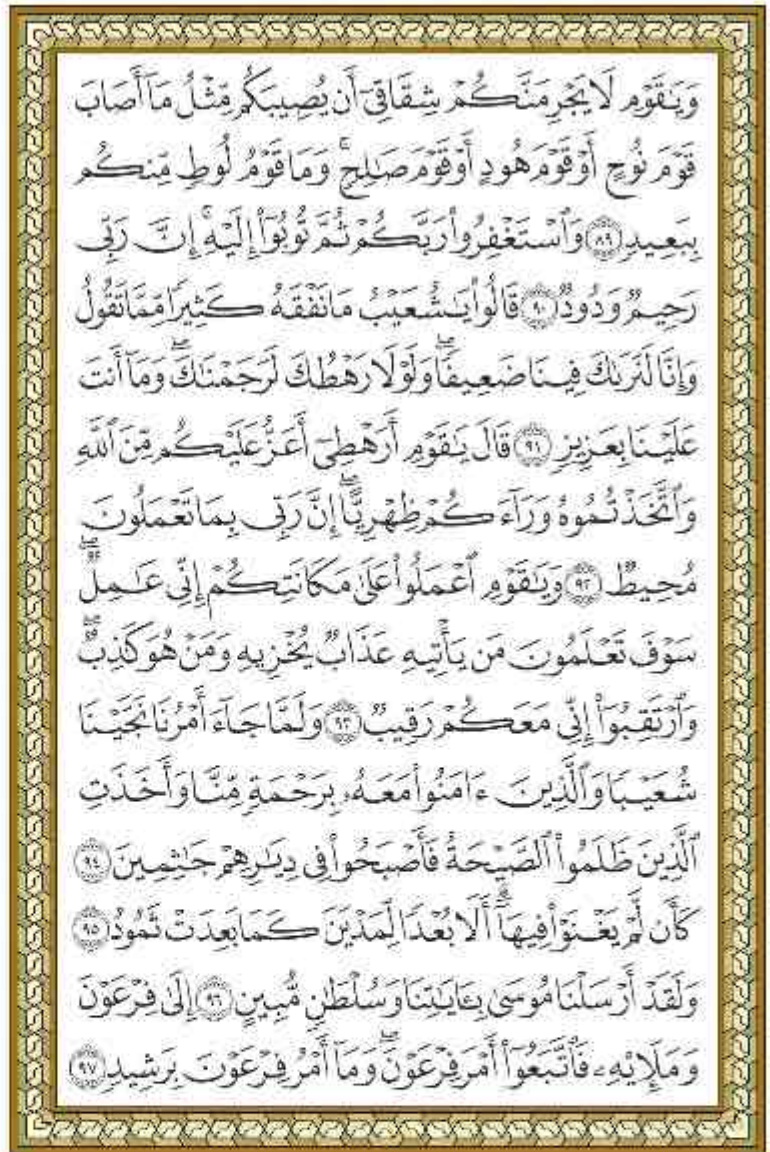 وَيَٰقَوْمِ لَا يَجْرِمَنَّكُمْ شِقَاقِىٓ أَن يُصِيبَكُم مِّثْلُ مَآ أَصَابَ
قَوْمَ نُوحٍ أَوْ قَوْمَ هُودٍ أَوْ قَوْمَ صَٰلِحٍ ۚ وَمَا قَوْمُ لُوطٍ مِّنكُم
بِبَعِيدٍ ﴿٨٩﴾ وَٱسْتَغْفِرُوا۟ رَبَّكُمْ ثُمَّ تُوبُوٓا۟ إِلَيْهِ ۚ إِنَّ رَبِّى
رَحِيمٌ وَدُودٌ ﴿٩٠﴾ قَالُوا۟ يَٰشُعَيْبُ مَا نَفْقَهُ كَثِيرًا مِّمَّا تَقُولُ
وَإِنَّا لَنَرَىٰكَ فِينَا ضَعِيفًا ۖ وَلَوْلَا رَهْطُكَ لَرَجَمْنَٰكَ ۖ وَمَآ أَنتَ
عَلَيْنَا بِعَزِيزٍ ﴿٩١﴾ قَالَ يَٰقَوْمِ أَرَهْطِىٓ أَعَزُّ عَلَيْكُم مِّنَ ٱللَّهِ
وَٱتَّخَذْتُمُوهُ وَرَآءَكُمْ ظِهْرِيًّا ۖ إِنَّ رَبِّى بِمَا تَعْمَلُونَ
مُحِيطٌ ﴿٩٢﴾ وَيَٰقَوْمِ ٱعْمَلُوا۟ عَلَىٰ مَكَانَتِكُمْ إِنِّى عَٰمِلٌ ۖ
سَوْفَ تَعْلَمُونَ مَن يَأْتِيهِ عَذَابٌ يُخْزِيهِ وَمَنْ هُوَ كَٰذِبٌ ۖ
وَٱرْتَقِبُوٓا۟ إِنِّى مَعَكُمْ رَقِيبٌ ﴿٩٣﴾ وَلَمَّا جَآءَ أَمْرُنَا نَجَّيْنَا
شُعَيْبًا وَٱلَّذِينَ ءَامَنُوا۟ مَعَهُۥ بِرَحْمَةٍ مِّنَّا وَأَخَذَتِ
ٱلَّذِينَ ظَلَمُوا۟ ٱلصَّيْحَةُ فَأَصْبَحُوا۟ فِى دِيَٰرِهِمْ جَٰثِمِينَ ﴿٩٤﴾
كَأَن لَّمْ يَغْنَوْا۟ فِيهَآ ۗ أَلَا بُعْدًا لِّمَدْيَنَ كَمَا بَعِدَتْ ثَمُودُ ﴿٩٥﴾
وَلَقَدْ أَرْسَلْنَا مُوسَىٰ بِـَٔايَٰتِنَا وَسُلْطَٰنٍ مُّبِينٍ ﴿٩٦﴾ إِلَىٰ فِرْعَوْنَ
وَمَلَإِي۟هِۦ فَٱتَّبَعُوٓا۟ أَمْرَ فِرْعَوْنَ ۖ وَمَآ أَمْرُ فِرْعَوْنَ بِرَشِيدٍ ﴿٩٧﴾